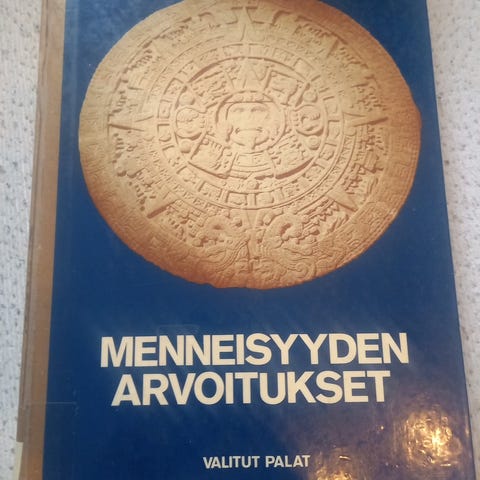 MENNEISYYDEN
ARVOITUKSET
VALITUT PALAT